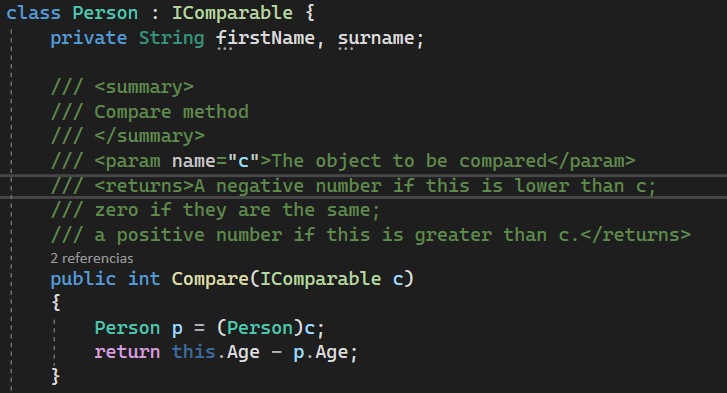 class Person : IComparable {
    private String firstName, surname;

    /// <summary>
    /// Compare method
    /// </summary>
    /// <param name="c">The object to be compared</param>
    /// <returns>A negative number if this is lower than c;
    /// zero if they are the same;
    /// a positive number if this is greater than c.</returns>
    2 referencias
    public int Compare(IComparable c)
    {
        Person p = (Person)c;
        return this.Age - p.Age;
    }